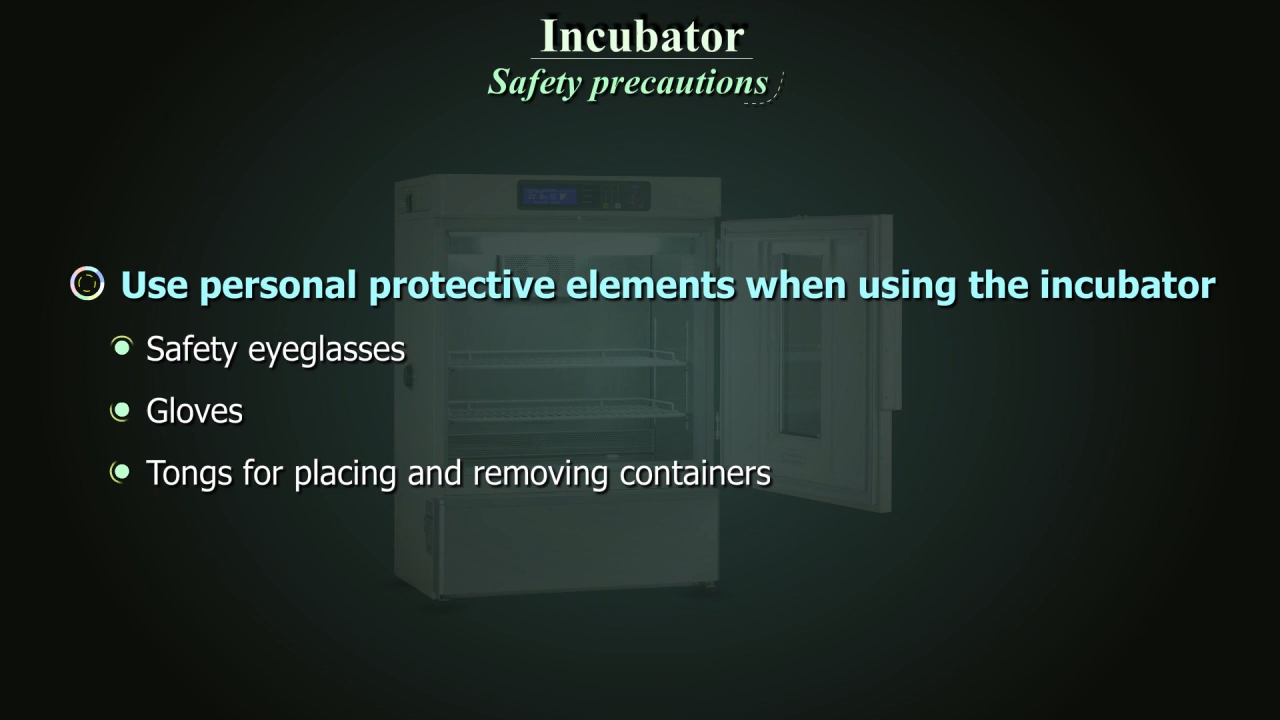 Incubator
Safety precautions
Use personal protective elements when using the incubator
Safety eyeglasses
Gloves
Tongs for placing and removing containers